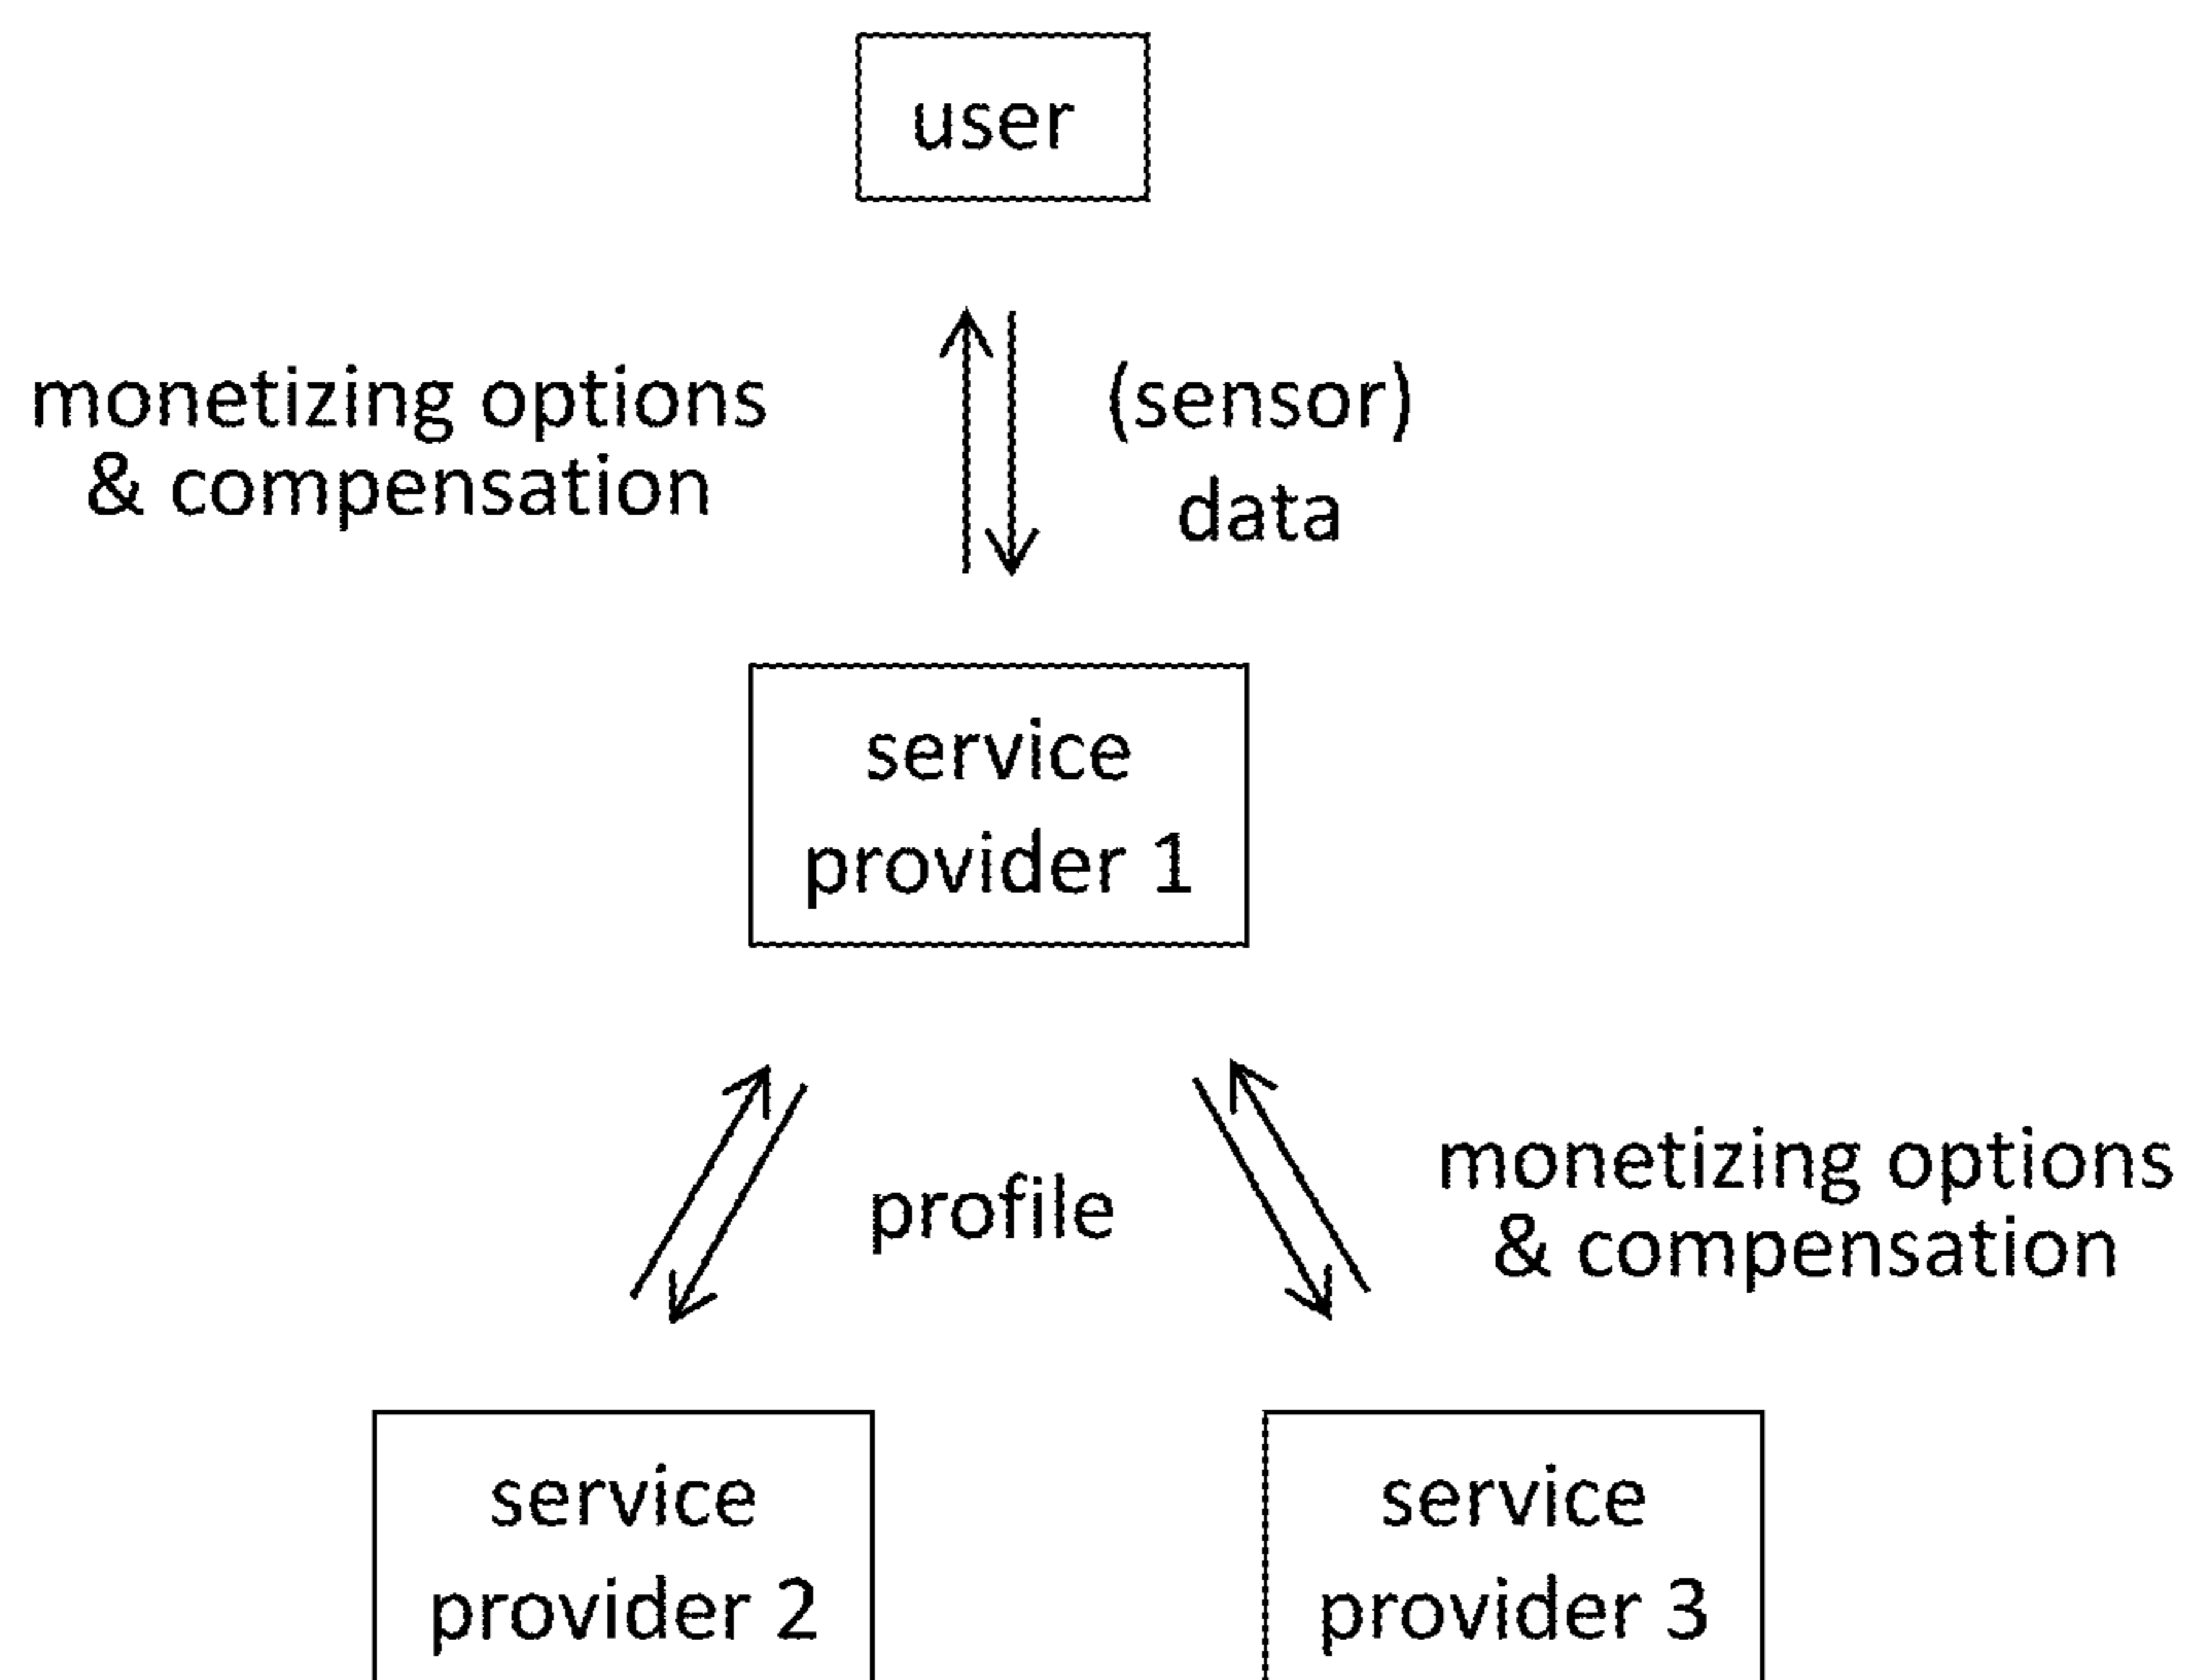 user
monetizing options
& compensation
(sensor)
data
service
provider 1
profile
monetizing options
& compensation
service
provider 2
service
provider 3